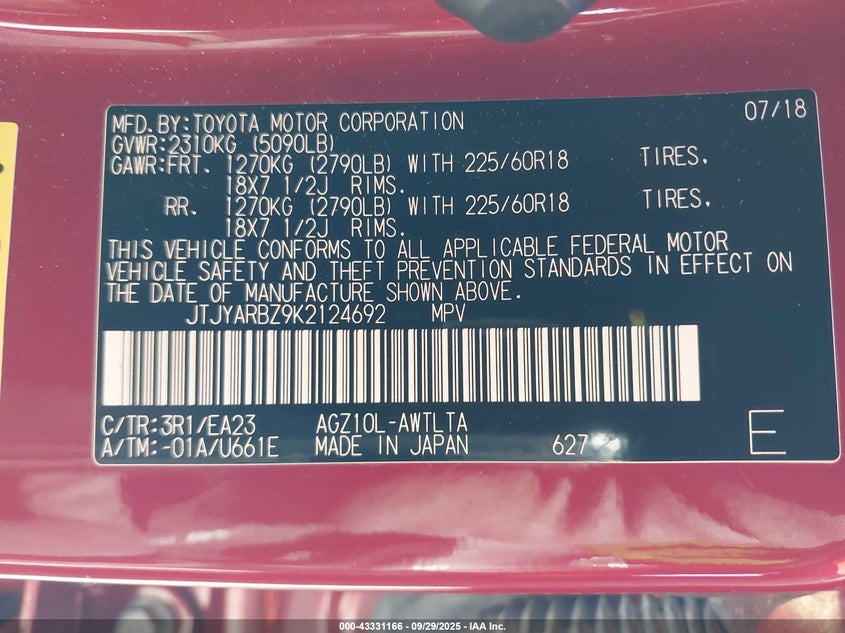 07/18
MFD.BY:TOYOTA MOTOR CORPORATION
GVWR:2310KG (5090LB)
GAWR:FRT. 1270KG (2790LB) WITH 225/60R18 TIRES,
18X7 1/2J RIMS.
RR. 1270KG (2790LB) WITH 225/60R18 TIRES,
18X7 1/2J RIMS.
THIS VEHICLE CONFORMS TO ALL APPLICABLE FEDERAL MOTOR
VEHICLE SAFETY AND THEFT PREVENTION STANDARDS IN EFFECT ON
THE DATE OF MANUFACTURE SHOWN ABOVE.
JTJYARBZ9K2124692 MPV
C/TR:3R1/EA23 AGZ10L-AWTLTA
A/TM:-01A/U661E MADE IN JAPAN 627 E
000-43331166 - 09/29/2025 - IAA Inc.